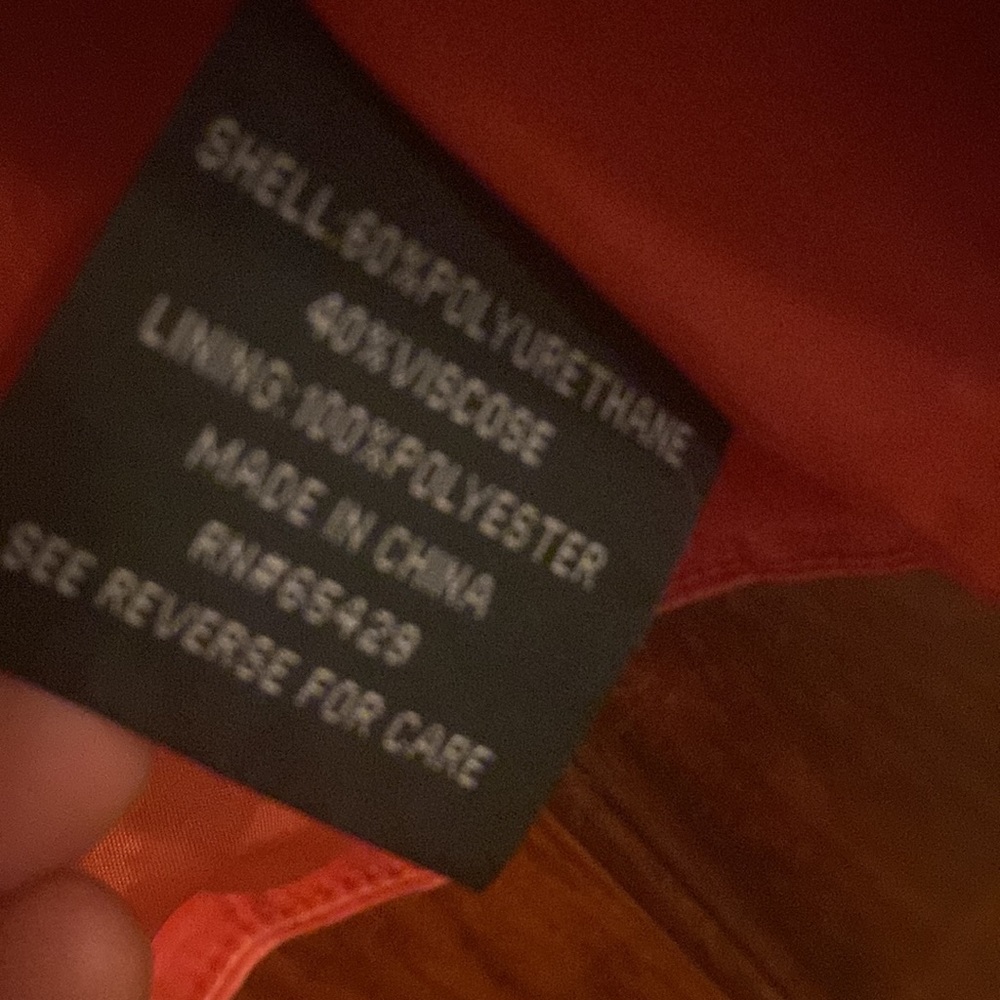 SHELL:60%POLYURETHANE
40%VISCOSE
LINING:100%POLYESTER
MADE IN CHINA
RN#65429
SEE REVERSE FOR CARE